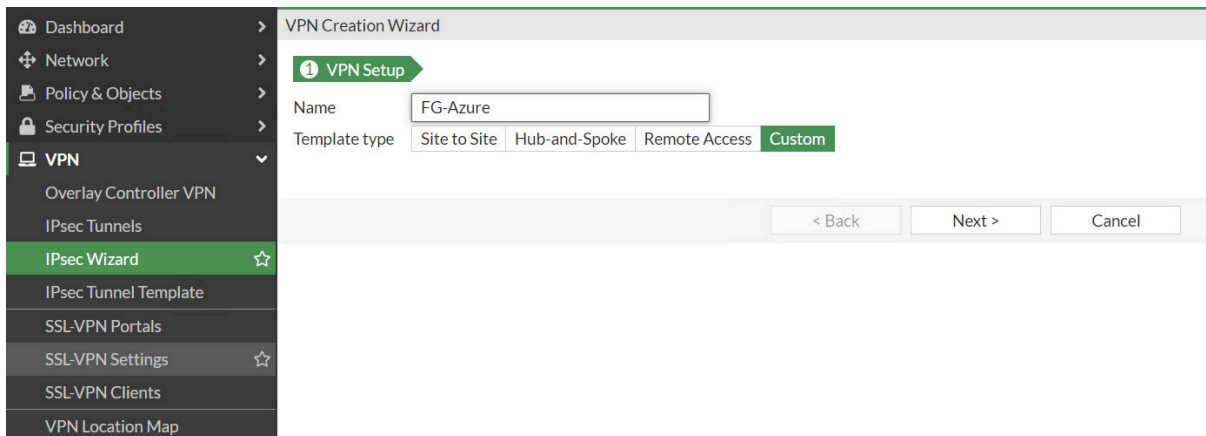 Dashboard
Network
Policy & Objects
Security Profiles
VPN
Overlay Controller VPN
IPsec Tunnels
IPsec Wizard
IPsec Tunnel Template
SSL-VPN Portals
SSL-VPN Settings
SSL-VPN Clients
VPN Location Map
VPN Creation Wizard
1 VPN Setup
Name FG-Azure
Template type Site to Site Hub-and-Spoke Remote Access Custom
< Back Next > Cancel